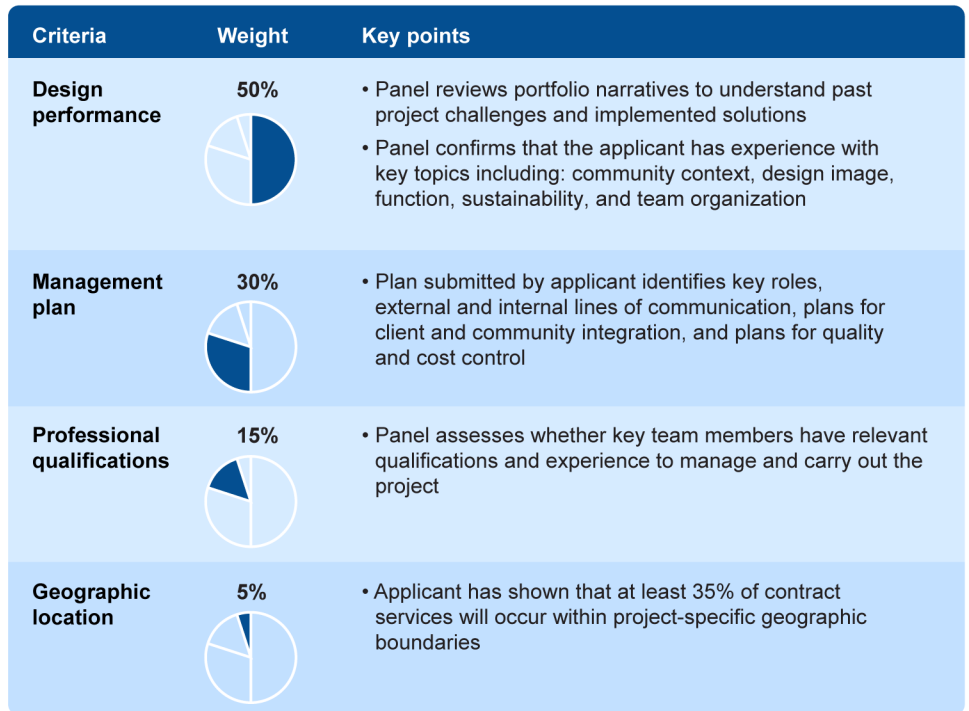 Criteria Weight Key points
Design 50% • Panel reviews portfolio narratives to understand past
performance project challenges and implemented solutions
• Panel confirms that the applicant has experience with
key topics including: community context, design image,
function, sustainability, and team organization
Management 30% • Plan submitted by applicant identifies key roles,
plan external and internal lines of communication, plans for
client and community integration, and plans for quality
and cost control
Professional 15% • Panel assesses whether key team members have relevant
qualifications qualifications and experience to manage and carry out the
project
Geographic 5% • Applicant has shown that at least 35% of contract
location services will occur within project-specific geographic
boundaries